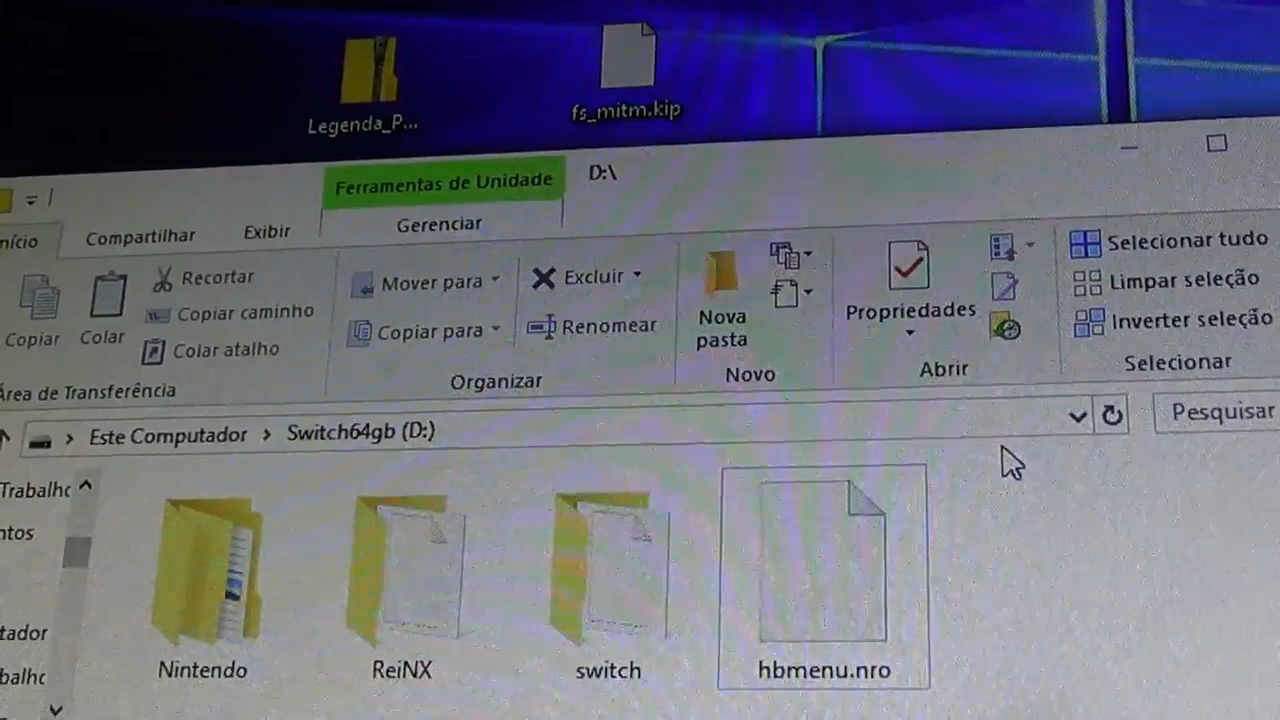 Legenda_P...
fs_mitm.kip
Ferramentas de Unidade
D:\
nício
Compartilhar
Exibir
Gerenciar
Copiar
Colar
Recortar
Copiar caminho
Colar atalho
Área de Transferência
Mover para
Copiar para
Excluir
Renomear
Organizar
Nova
pasta
Novo
Propriedades
Abrir
Selecionar tudo
Limpar seleção
Inverter seleção
Selecionar
Este Computador > Switch64gb (D:)
Pesquisar
Trabalho
ntos
tador
balho
Nintendo
ReiNX
switch
hbmenu.nro